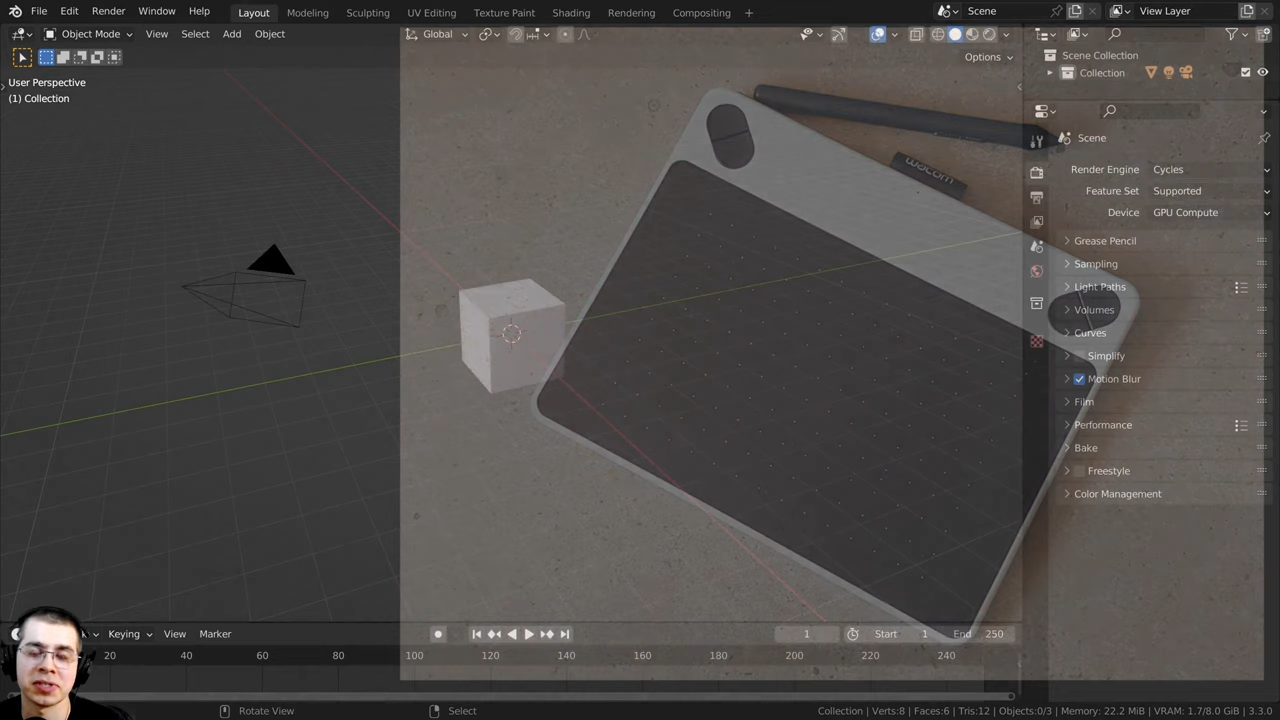 File Edit Render Window Help Layout Modeling Sculpting UV Editing Texture Paint Shading Rendering Compositing Scene View Layer
Object Mode View Select Add Object Global
Options
User Perspective
(1) Collection
Scene Collection
Collection
Scene
Render Engine Cycles
Feature Set Supported
Device GPU Compute
Grease Pencil
Sampling
Light Paths
Volumes
Curves
Simplify
Motion Blur
Film
Performance
Bake
Freestyle
Color Management
wacom
Keying View Marker 1 Start 1 End 250
20 40 60 80 100 120 140 160 180 200 220 240
Rotate View Select Collection | Verts:8 | Faces:6 | Tris:12 | Objects:0/3 | Memory: 22.2 MiB | VRAM: 1.7/8.0 GiB | 3.3.0